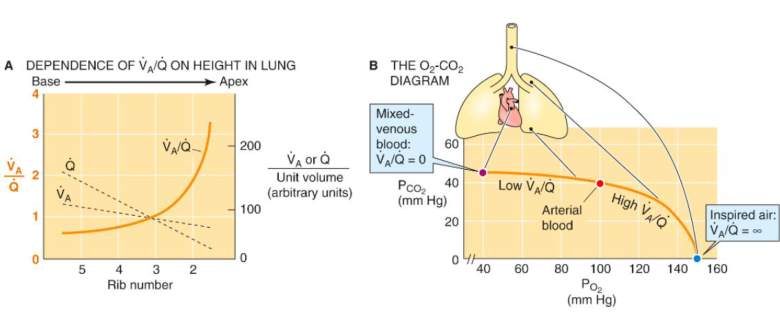 A DEPENDENCE OF V̇A/Q̇ ON HEIGHT IN LUNG
Base Apex
4
3
2
1
0
V̇A
Q̇
Q̇
V̇A
V̇A/Q̇
200
100
0
V̇A or Q̇
Unit volume
(arbitrary units)
5 4 3 2
Rib number
B THE O2-CO2
DIAGRAM
Mixed-
venous
blood:
V̇A/Q̇ = 0
60
40
20
0
PCO2
(mm Hg)
Low V̇A/Q̇
Arterial
blood
High V̇A/Q̇
Inspired air:
V̇A/Q̇ = ∞
40 60 80 100 120 140 160
PO2
(mm Hg)